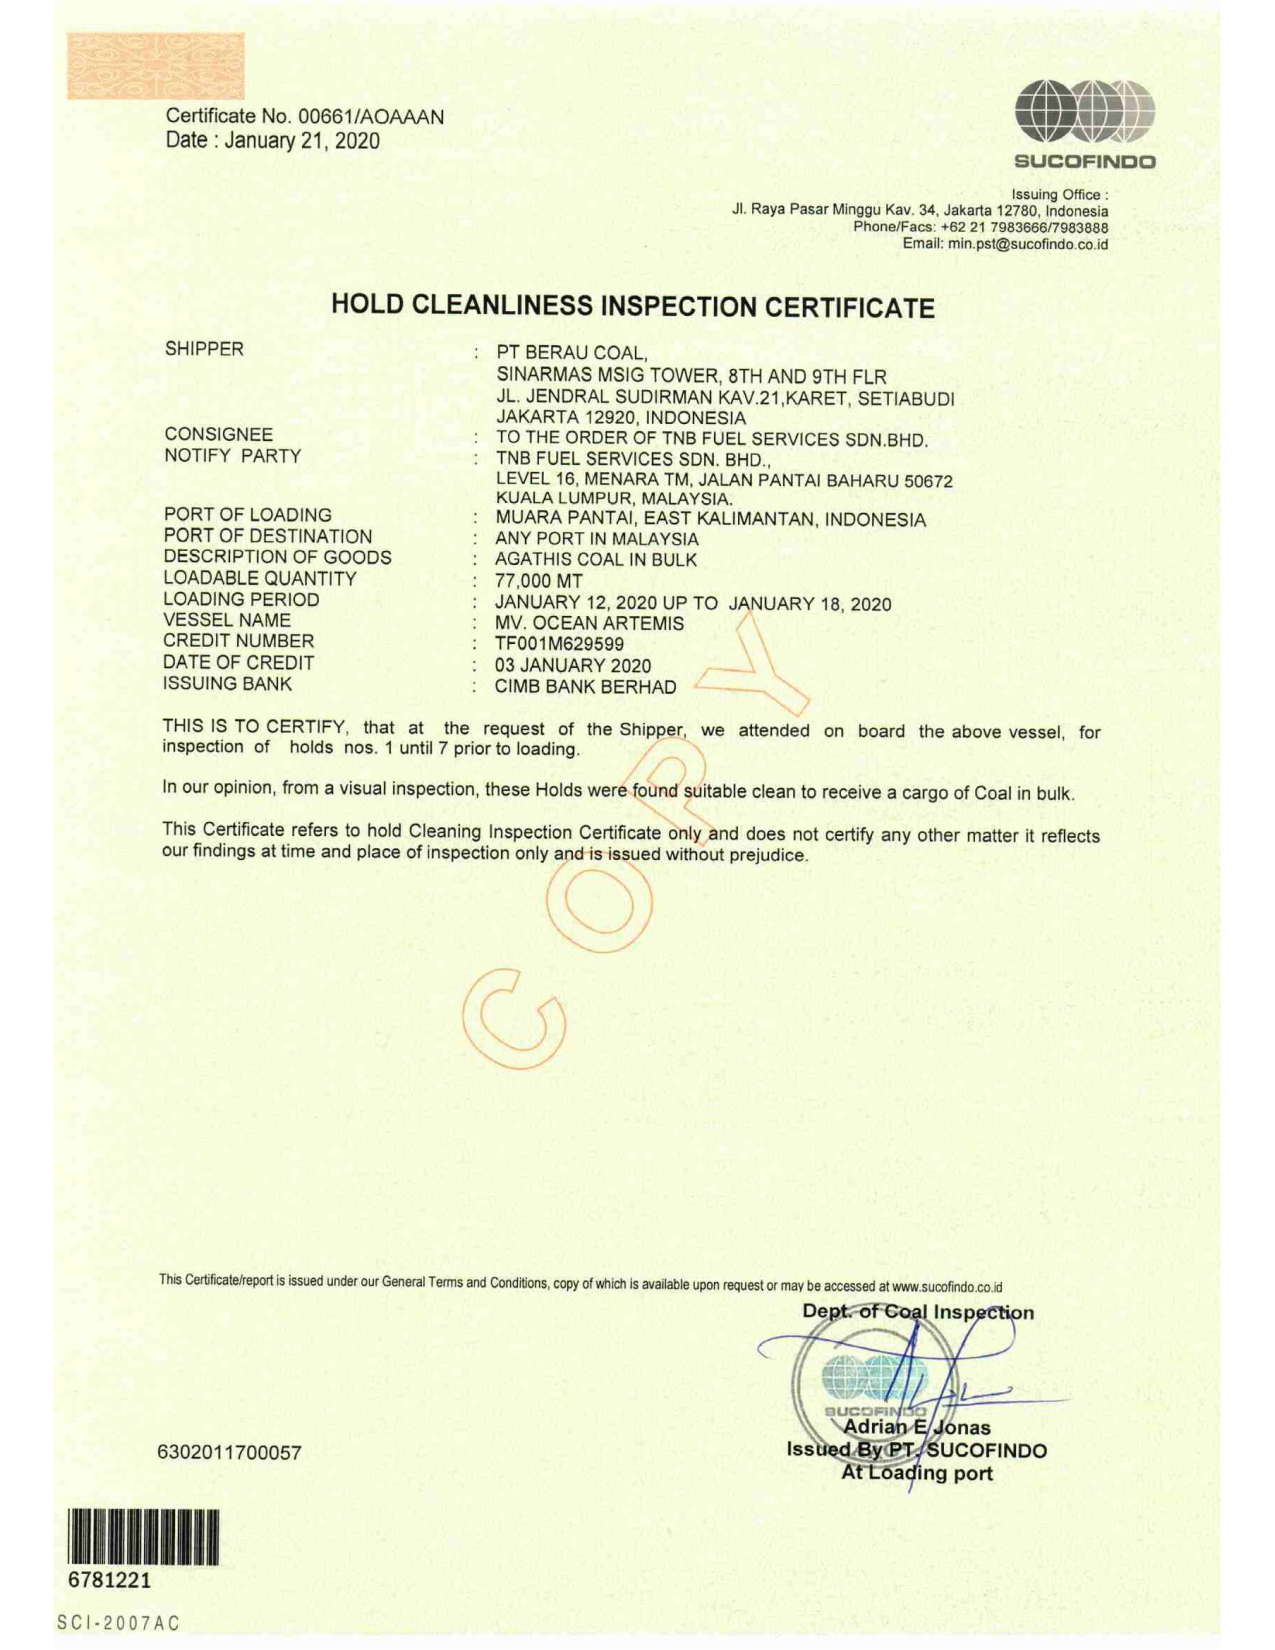 Certificate No. 00661/AOAAAN
Date : January 21, 2020
SUCOFINDO
Issuing Office :
Jl. Raya Pasar Minggu Kav. 34, Jakarta 12780, Indonesia
Phone/Facs: +62 21 7983666/7983888
Email: min.pst@sucofindo.co.id
HOLD CLEANLINESS INSPECTION CERTIFICATE
SHIPPER : PT BERAU COAL,
SINARMAS MSIG TOWER, 8TH AND 9TH FLR
JL. JENDRAL SUDIRMAN KAV.21,KARET, SETIABUDI
JAKARTA 12920, INDONESIA
CONSIGNEE : TO THE ORDER OF TNB FUEL SERVICES SDN.BHD.
NOTIFY PARTY : TNB FUEL SERVICES SDN. BHD.,
LEVEL 16, MENARA TM, JALAN PANTAI BAHARU 50672
KUALA LUMPUR, MALAYSIA.
PORT OF LOADING : MUARA PANTAI, EAST KALIMANTAN, INDONESIA
PORT OF DESTINATION : ANY PORT IN MALAYSIA
DESCRIPTION OF GOODS : AGATHIS COAL IN BULK
LOADABLE QUANTITY : 77,000 MT
LOADING PERIOD : JANUARY 12, 2020 UP TO JANUARY 18, 2020
VESSEL NAME : MV. OCEAN ARTEMIS
CREDIT NUMBER : TF001M629599
DATE OF CREDIT : 03 JANUARY 2020
ISSUING BANK : CIMB BANK BERHAD
THIS IS TO CERTIFY, that at the request of the Shipper, we attended on board the above vessel, for
inspection of holds nos. 1 until 7 prior to loading.
In our opinion, from a visual inspection, these Holds were found suitable clean to receive a cargo of Coal in bulk.
This Certificate refers to hold Cleaning Inspection Certificate only and does not certify any other matter it reflects
our findings at time and place of inspection only and is issued without prejudice.
COPY
This Certificate/report is issued under our General Terms and Conditions, copy of which is available upon request or may be accessed at www.sucofindo.co.id
Dept. of Coal Inspection
SUCOFINDO
Adrian E Jonas
Issued By PT. SUCOFINDO
At Loading port
6302011700057
6781221
SCI-2007AC